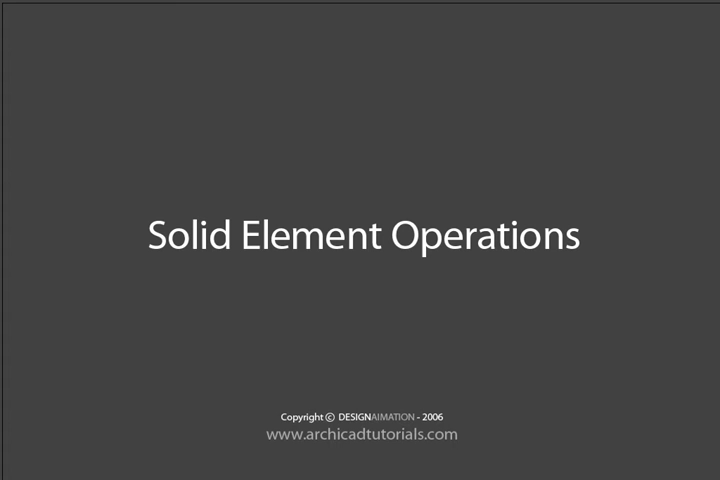 Solid Element Operations
Copyright © DESIGNAIMATION - 2006
www.archicadtutorials.com